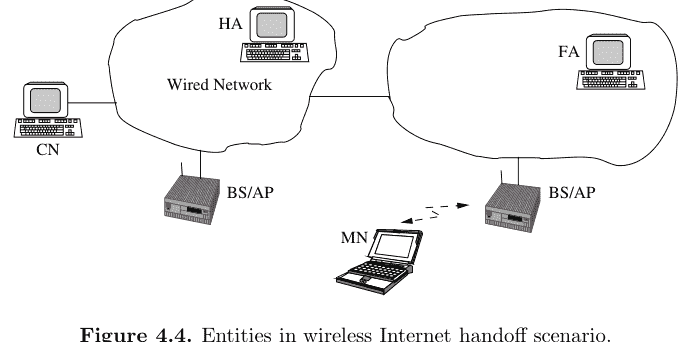 HA
FA
Wired Network
CN
BS/AP
BS/AP
MN
Figure 4.4. Entities in wireless Internet handoff scenario.